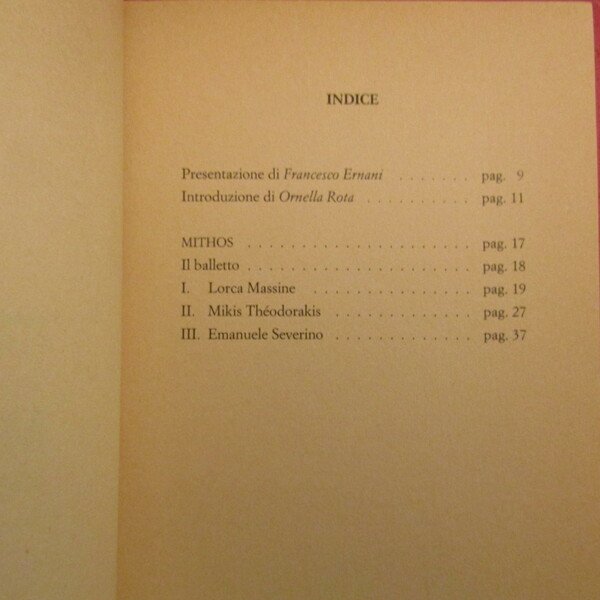 INDICE
Presentazione di Francesco Ernani . . . . . . . pag. 9
Introduzione di Ornella Rota . . . . . . . . . . pag. 11
MITHOS . . . . . . . . . . . . . . . . . . . . . pag. 17
Il balletto . . . . . . . . . . . . . . . . . . . . . pag. 18
I. Lorca Massine . . . . . . . . . . . . . . . pag. 19
II. Mikis Théodorakis . . . . . . . . . . . . . pag. 27
III. Emanuele Severino . . . . . . . . . . . . . pag. 37